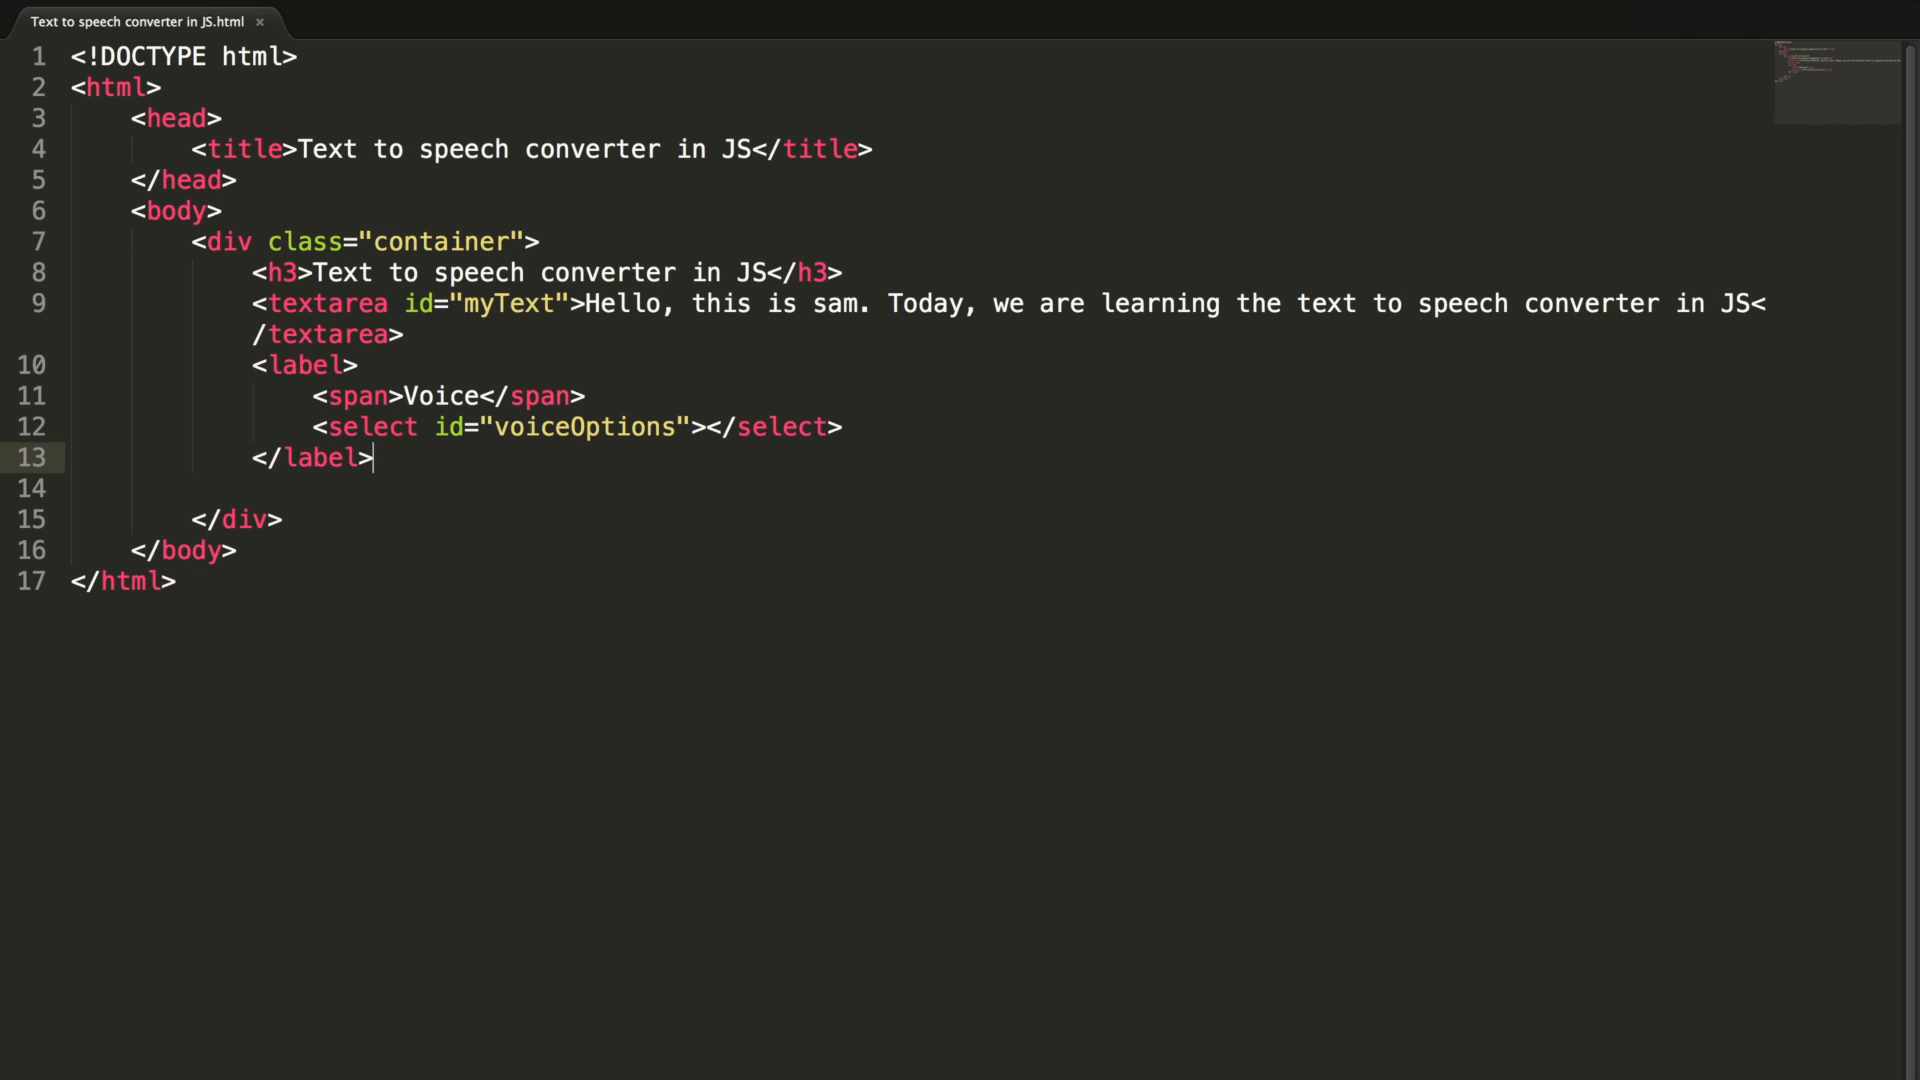 Text to speech converter in JS.html ×
1 <!DOCTYPE html>
2 <html>
3 <head>
4 <title>Text to speech converter in JS</title>
5 </head>
6 <body>
7 <div class="container">
8 <h3>Text to speech converter in JS</h3>
9 <textarea id="myText">Hello, this is sam. Today, we are learning the text to speech converter in JS<
/textarea>
10 <label>
11 <span>Voice</span>
12 <select id="voiceOptions"></select>
13 </label>
14
15 </div>
16 </body>
17 </html>